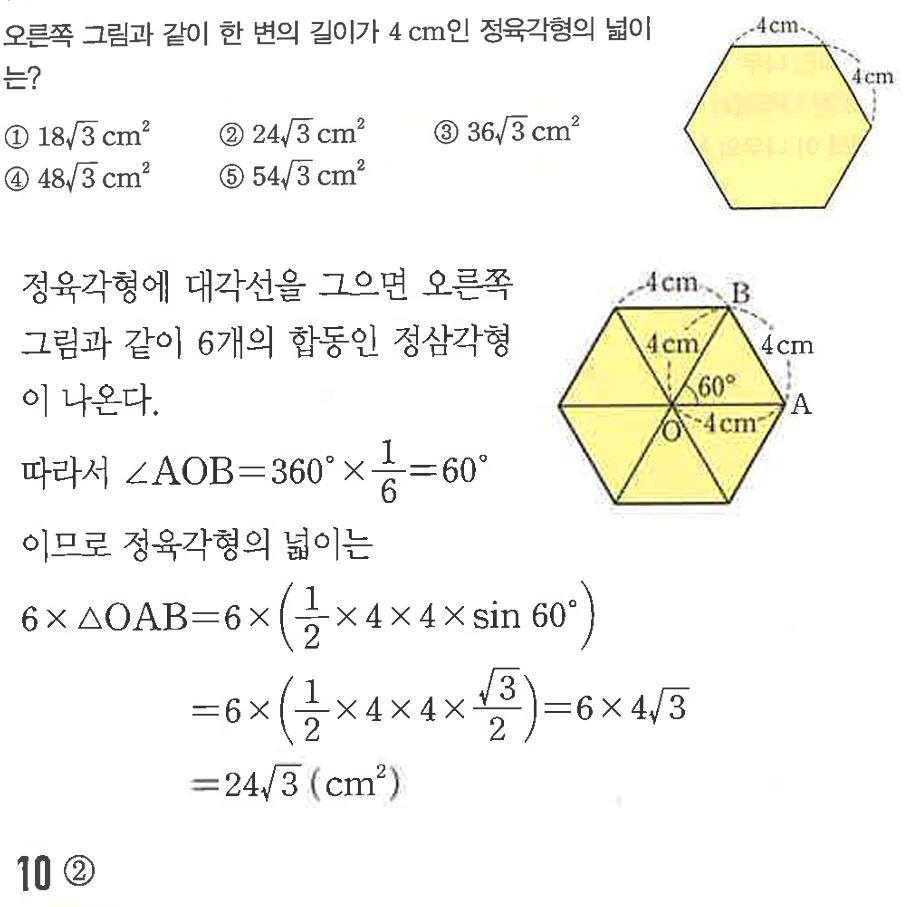 오른쪽 그림과 같이 한 변의 길이가 4 cm인 정육각형의 넓이
는?
① 18√3 cm² ② 24√3 cm² ③ 36√3 cm²
④ 48√3 cm² ⑤ 54√3 cm²
4cm
4cm
정육각형에 대각선을 그으면 오른쪽
그림과 같이 6개의 합동인 정삼각형
이 나온다.
따라서 ∠AOB=360°×1/6=60°
이므로 정육각형의 넓이는
4cm
B
4cm
4cm
60°
A
O
4cm
6×△OAB=6×(1/2×4×4×sin 60°)
=6×(1/2×4×4×√3/2)=6×4√3
=24√3 (cm²)
10 ②